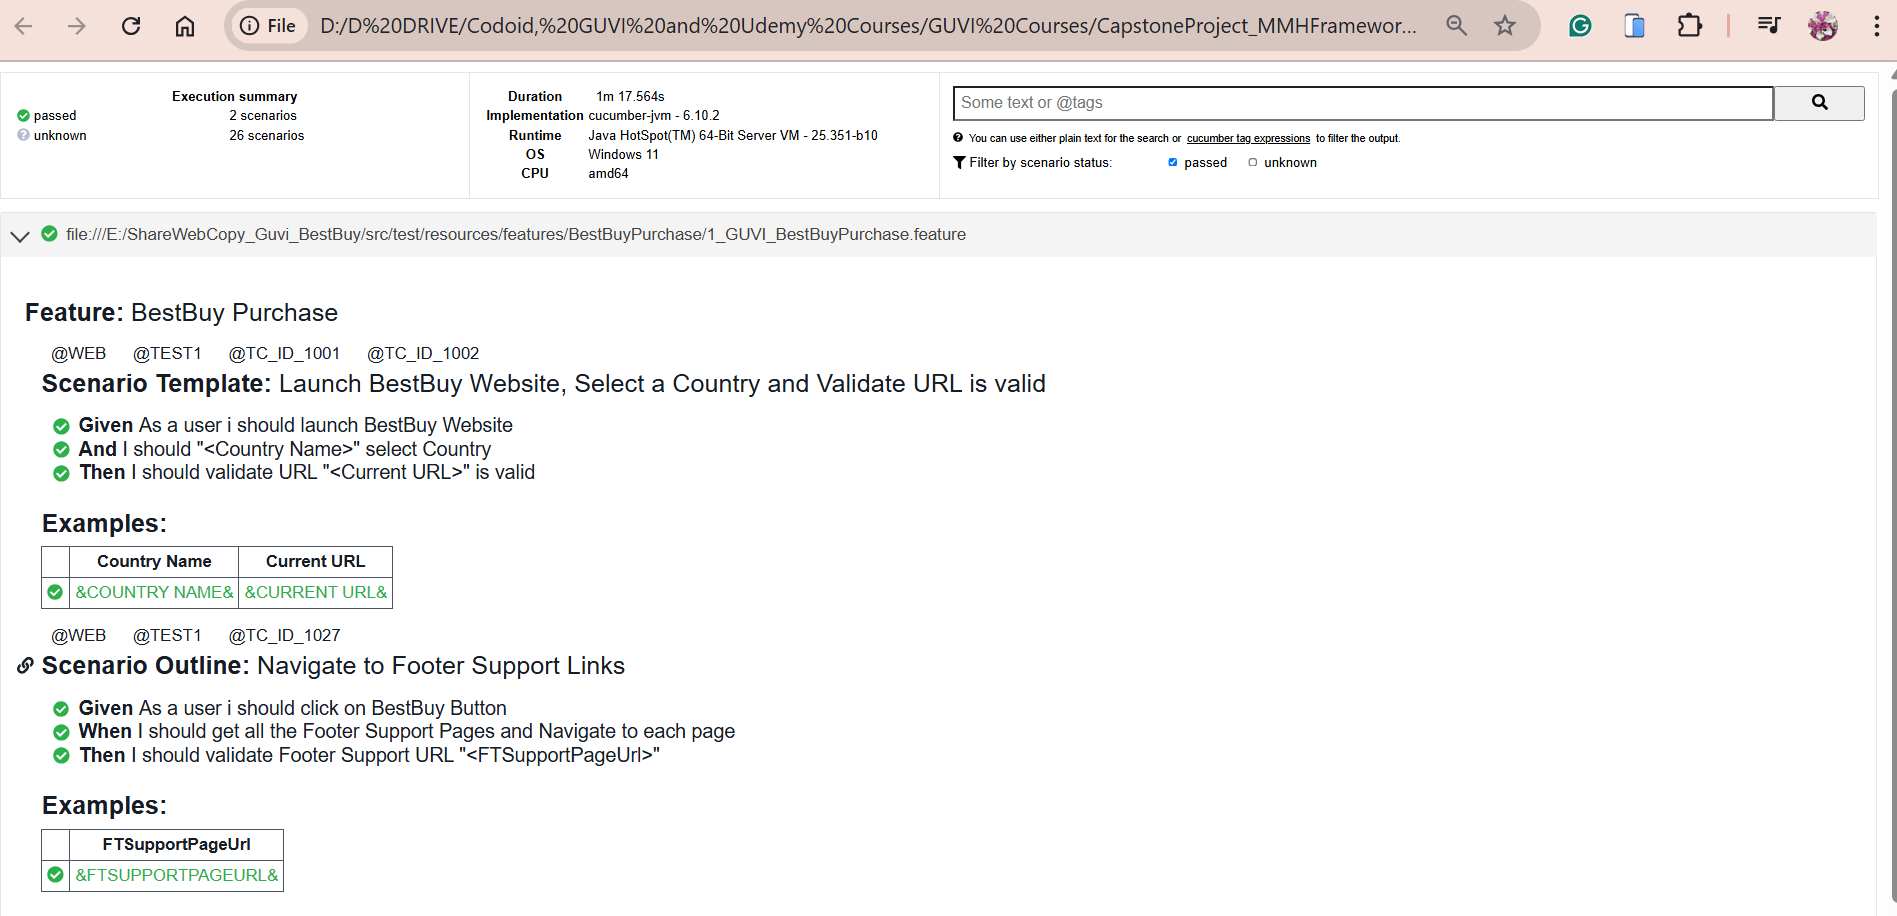 File D:/D%20DRIVE/Codoid,%20GUVI%20and%20Udemy%20Courses/GUVI%20Courses/CapstoneProject_MMHFramewor...
Execution summary
passed 2 scenarios
unknown 26 scenarios
Duration 1m 17.564s
Implementation cucumber-jvm - 6.10.2
Runtime Java HotSpot(TM) 64-Bit Server VM - 25.351-b10
OS Windows 11
CPU amd64
Some text or @tags
You can use either plain text for the search or cucumber tag expressions to filter the output.
Filter by scenario status: passed unknown
file:///E:/ShareWebCopy_Guvi_BestBuy/src/test/resources/features/BestBuyPurchase/1_GUVI_BestBuyPurchase.feature
Feature: BestBuy Purchase
@WEB @TEST1 @TC_ID_1001 @TC_ID_1002
Scenario Template: Launch BestBuy Website, Select a Country and Validate URL is valid
Given As a user i should launch BestBuy Website
And I should "<Country Name>" select Country
Then I should validate URL "<Current URL>" is valid
Examples:
Country Name Current URL
&COUNTRY NAME& &CURRENT URL&
@WEB @TEST1 @TC_ID_1027
Scenario Outline: Navigate to Footer Support Links
Given As a user i should click on BestBuy Button
When I should get all the Footer Support Pages and Navigate to each page
Then I should validate Footer Support URL "<FTSupportPageUrl>"
Examples:
FTSupportPageUrl
&FTSUPPORTPAGEURL&